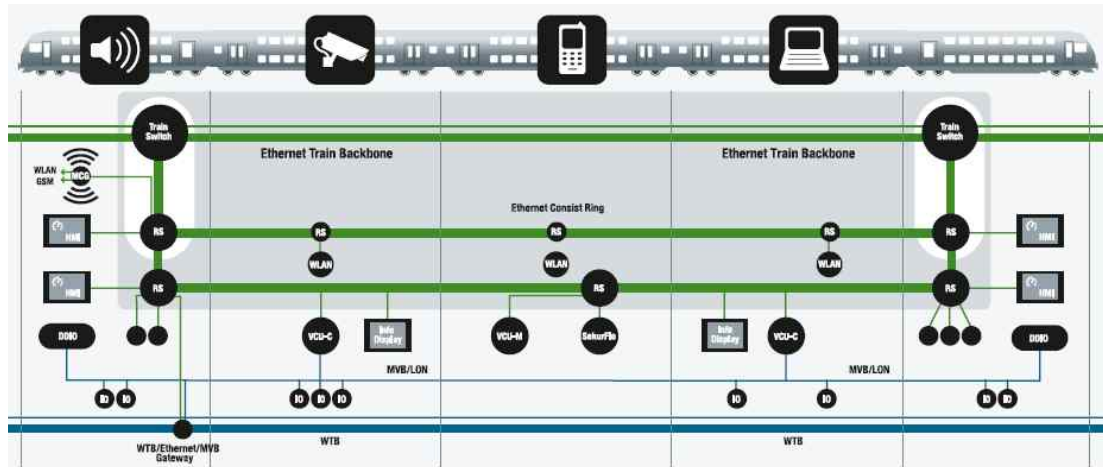 Train
Switch
Train
Switch
Ethernet Train Backbone
Ethernet Train Backbone
WLAN
GSM
MCG
Ethernet Consist Ring
HMI
RS
RS
RS
RS
RS
HMI
WLAN
WLAN
WLAN
HMI
RS
RS
RS
HMI
DDIO
VCU-C
Info
Display
VCU-M
SekurFlo
Info
Display
VCU-C
DDIO
MVB/LON
MVB/LON
IO
IO
IO
IO
IO
IO
IO
IO
IO
WTB/Ethernet/MVB
Gateway
WTB
WTB